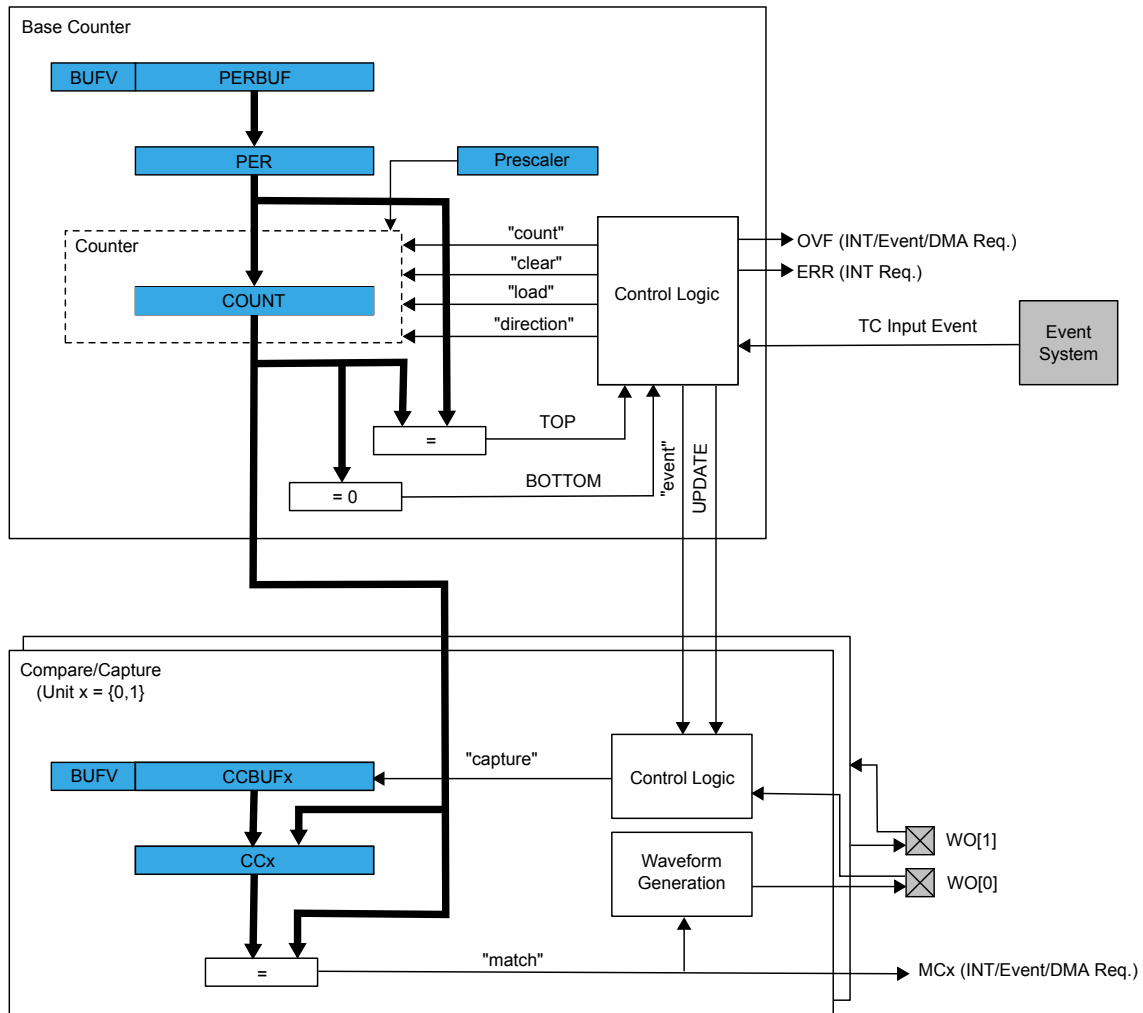 Base Counter
BUFV
PERBUF
PER
Prescaler
Counter
COUNT
"count"
"clear"
"load"
"direction"
Control Logic
OVF (INT/Event/DMA Req.)
ERR (INT Req.)
TC Input Event
Event
System
=
TOP
= 0
BOTTOM
"event"
UPDATE
Compare/Capture
(Unit x = {0,1}
BUFV
CCBUFx
"capture"
Control Logic
CCx
Waveform
Generation
WO[1]
WO[0]
=
"match"
MCx (INT/Event/DMA Req.)